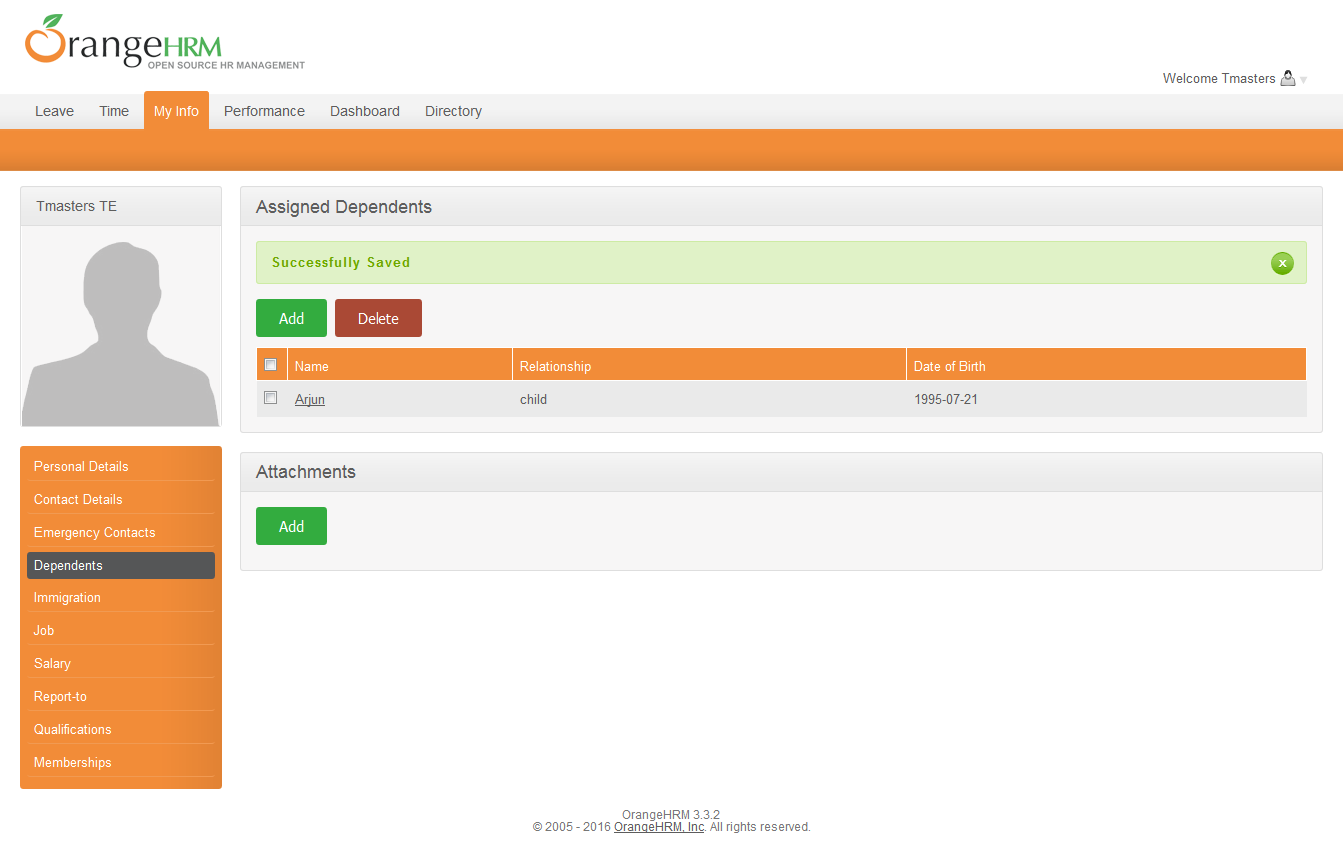 OrangeHRM
OPEN SOURCE HR MANAGEMENT
Welcome Tmasters
Leave Time My Info Performance Dashboard Directory
Tmasters TE
Personal Details
Contact Details
Emergency Contacts
Dependents
Immigration
Job
Salary
Report-to
Qualifications
Memberships
Assigned Dependents
Successfully Saved x
Add Delete
Name Relationship Date of Birth
Arjun child 1995-07-21
Attachments
Add
OrangeHRM 3.3.2
© 2005 - 2016 OrangeHRM, Inc. All rights reserved.